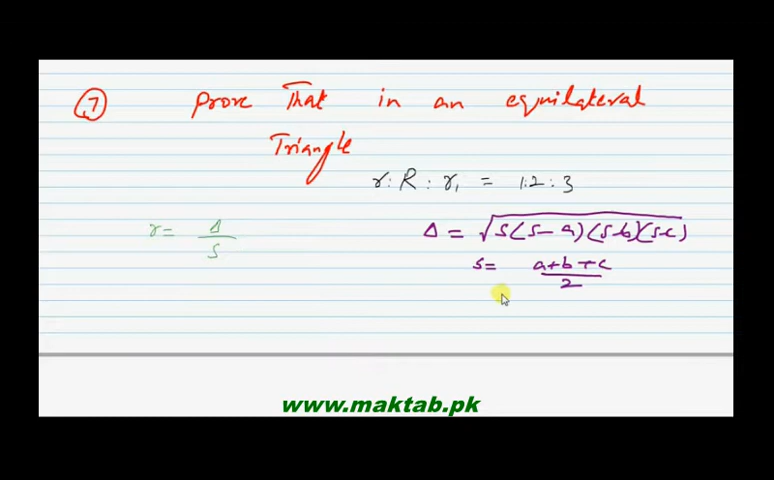 7 Prove That in an equilateral
Triangle
r : R : r₁ = 1:2:3
r = Δ/S
Δ = √S(S-a)(S-b)(S-c)
S = a+b+c/2
www.maktab.pk